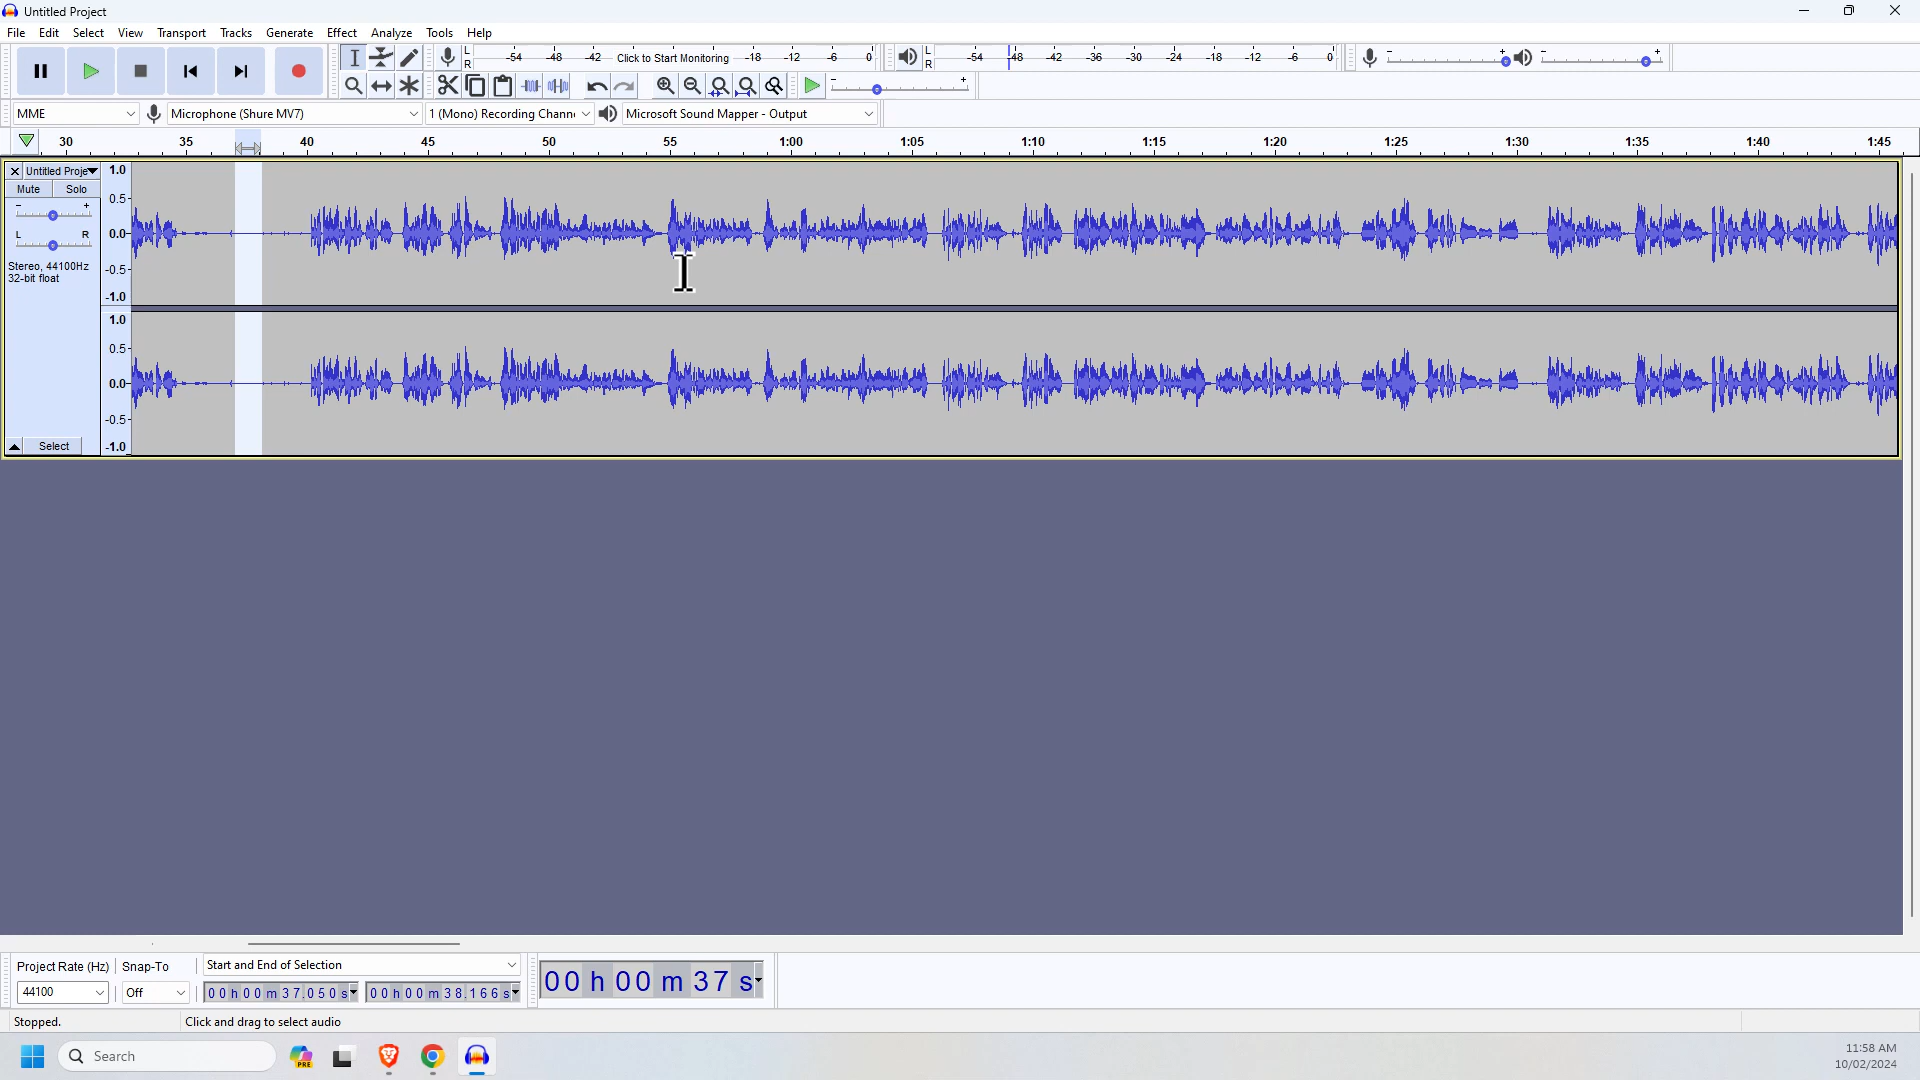 Untitled Project
File Edit Select View Transport Tracks Generate Effect Analyze Tools Help
L R -54 -48 -42 Click to Start Monitoring -18 -12 -6 0 L R -54 -48 -42 -36 -30 -24 -18 -12 -6 0 - + - +
- +
MME Microphone (Shure MV7) 1 (Mono) Recording Chann Microsoft Sound Mapper - Output
30 35 40 45 50 55 1:00 1:05 1:10 1:15 1:20 1:25 1:30 1:35 1:40 1:45
Untitled Proje 1.0
Mute Solo 0.5
- +
L R 0.0
Stereo, 44100Hz -0.5
32-bit float
-1.0
1.0
0.5
0.0
-0.5
Select -1.0
Project Rate (Hz) Snap-To Start and End of Selection
44100 Off 00 h 00 m 37.050 s 00 h 00 m 38.166 s 00 h 00 m 37 s
Stopped. Click and drag to select audio
Search PRE 11:58 AM
10/02/2024